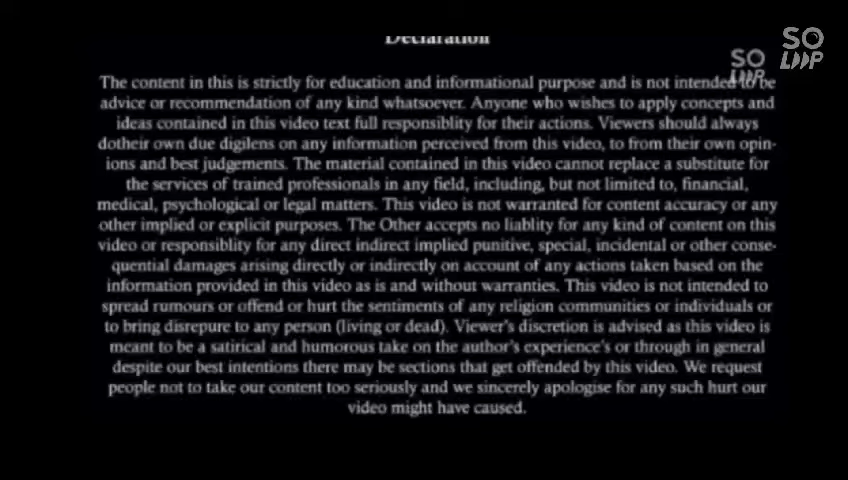 Declaration
SO
LOOP
SO
LOOP
The content in this is strictly for education and informational purpose and is not intended to be
advice or recommendation of any kind whatsoever. Anyone who wishes to apply concepts and
ideas contained in this video text full responsiblity for their actions. Viewers should always
dotheir own due digilens on any information perceived from this video, to from their own opin-
ions and best judgements. The material contained in this video cannot replace a substitute for
the services of trained professionals in any field, including, but not limited to, financial,
medical, psychological or legal matters. This video is not warranted for content accuracy or any
other implied or explicit purposes. The Other accepts no liablity for any kind of content on this
video or responsiblity for any direct indirect implied punitive, special, incidental or other conse-
quential damages arising directly or indirectly on account of any actions taken based on the
information provided in this video as is and without warranties. This video is not intended to
spread rumours or offend or hurt the sentiments of any religion communities or individuals or
to bring disrepure to any person (living or dead). Viewer's discretion is advised as this video is
meant to be a satirical and humorous take on the author's experience's or through in general
despite our best intentions there may be sections that get offended by this video. We request
people not to take our content too seriously and we sincerely apologise for any such hurt our
video might have caused.